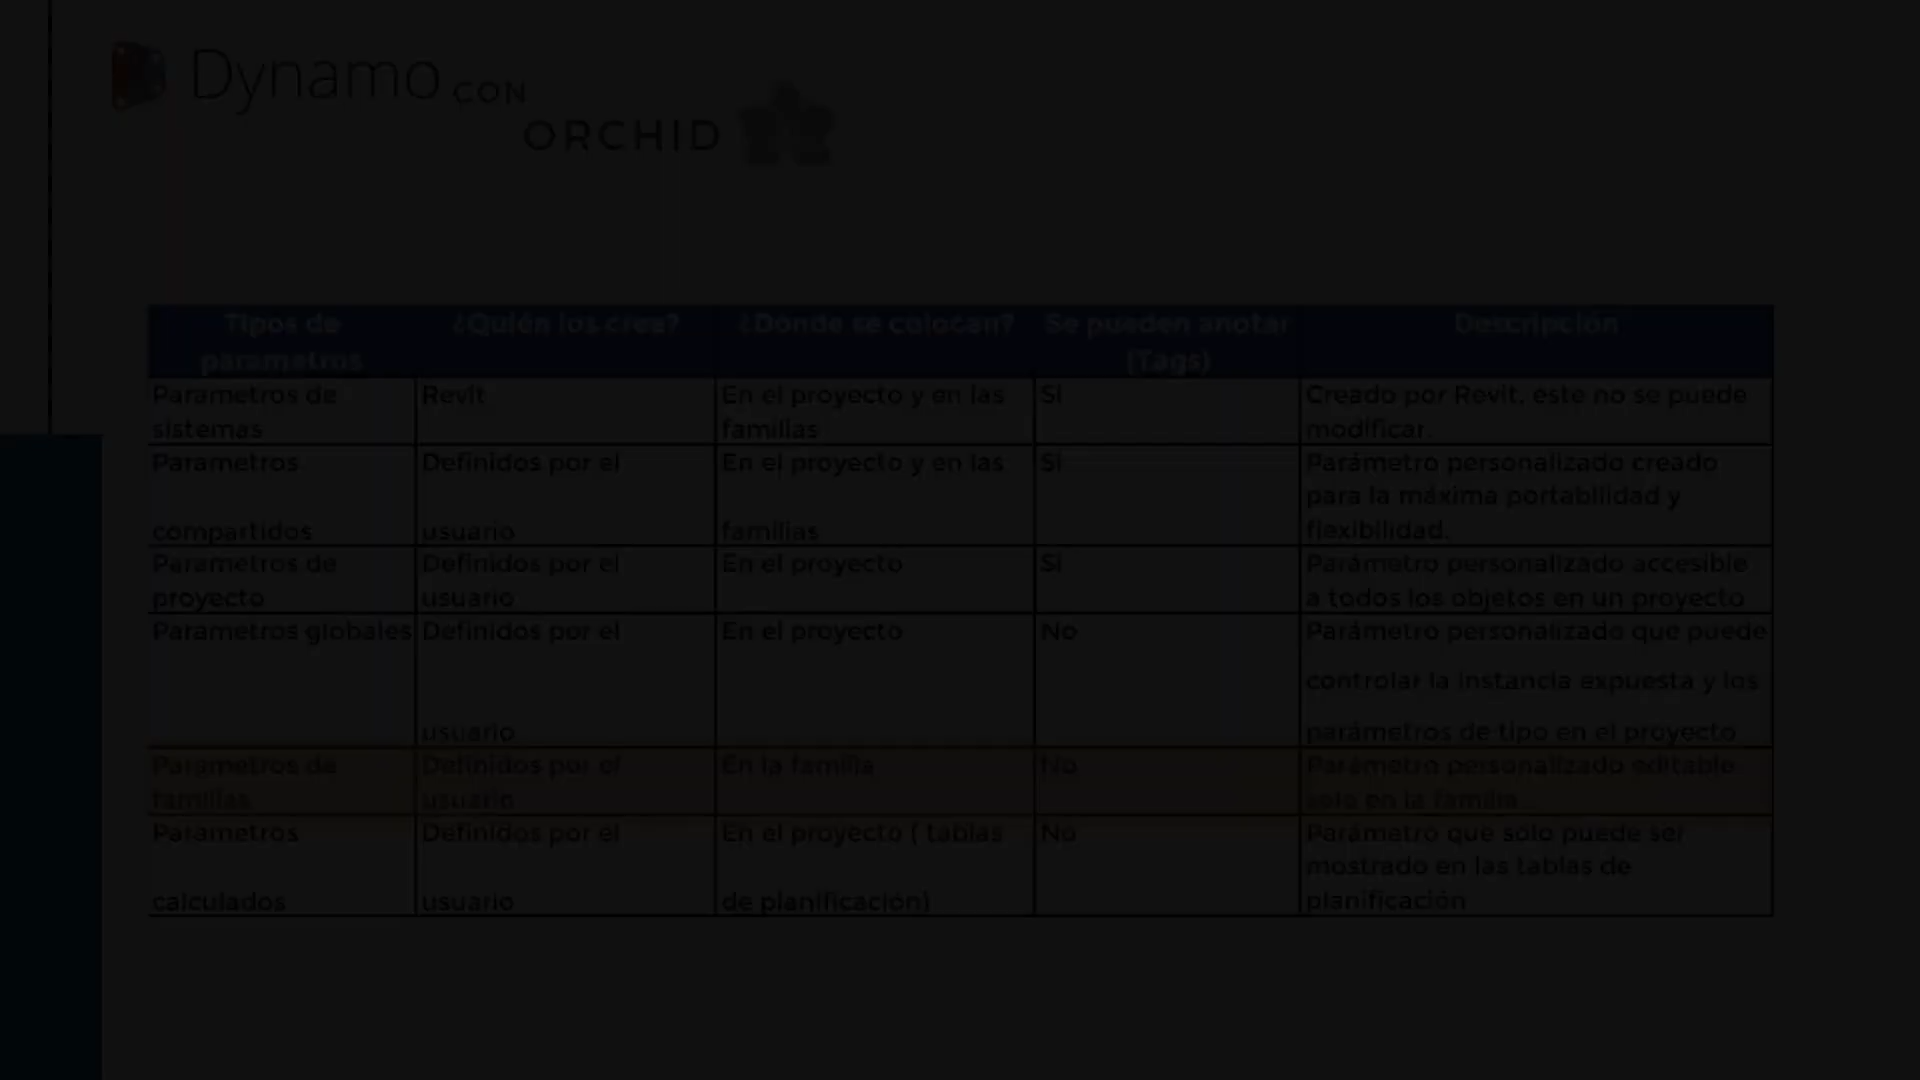 Dynamo CON
ORCHID
Tipos de
parametros
¿Quién los crea?
¿Dónde se colocan?
Se pueden anotar
(Tags)
Descripción
Parametros de
sistemas
Revit
En el proyecto y en las
familias
Si
Creado por Revit, éste no se puede
modificar.
Parametros
compartidos
Definidos por el
usuario
En el proyecto y en las
familias
Si
Parámetro personalizado creado
para la máxima portabilidad y
flexibilidad.
Parametros de
proyecto
Definidos por el
usuario
En el proyecto
Si
Parámetro personalizado accesible
a todos los objetos en un proyecto
Parametros globales
Definidos por el
usuario
En el proyecto
No
Parámetro personalizado que puede
controlar la instancia expuesta y los
parámetros de tipo en el proyecto
Parametros de
familias
Definidos por el
usuario
En la familia
No
Parámetro personalizado editable
solo en la familia.
Parametros
calculados
Definidos por el
usuario
En el proyecto ( tablas
de planificación)
No
Parámetro que sólo puede ser
mostrado en las tablas de
planificación